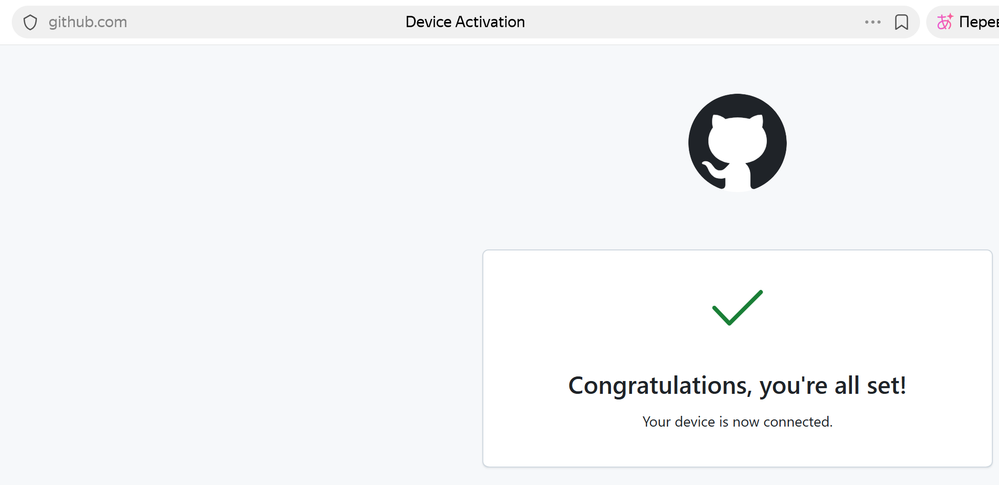 github.com
Device Activation
Congratulations, you're all set!
Your device is now connected.